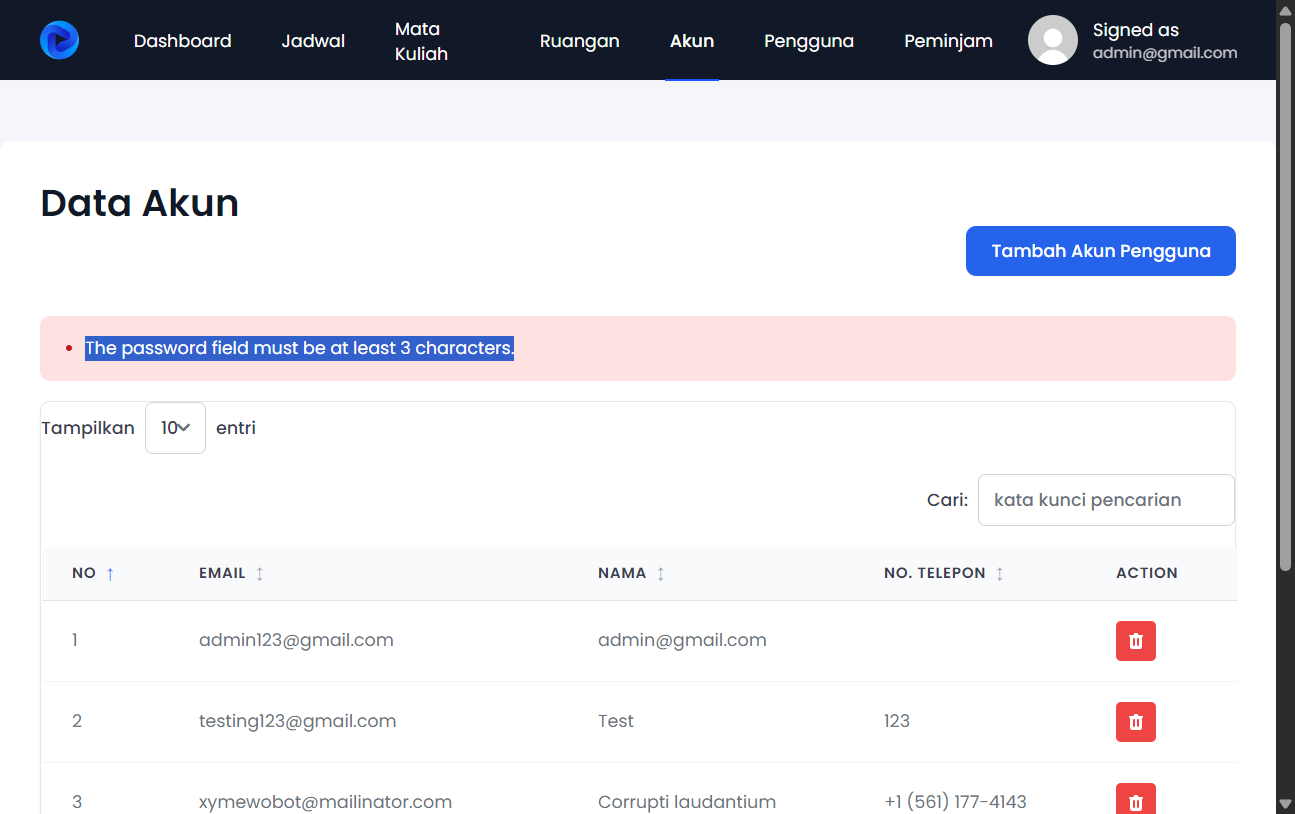 Dashboard Jadwal Mata Kuliah Ruangan Akun Pengguna Peminjam Signed as
admin@gmail.com
Data Akun
Tambah Akun Pengguna
• The password field must be at least 3 characters.
Tampilkan 10 entri
Cari: kata kunci pencarian
NO ↑ EMAIL ↕ NAMA ↕ NO. TELEPON ↕ ACTION
1 admin123@gmail.com admin@gmail.com
2 testing123@gmail.com Test 123
3 xymewobot@mailinator.com Corrupti laudantium +1 (561) 177-4143